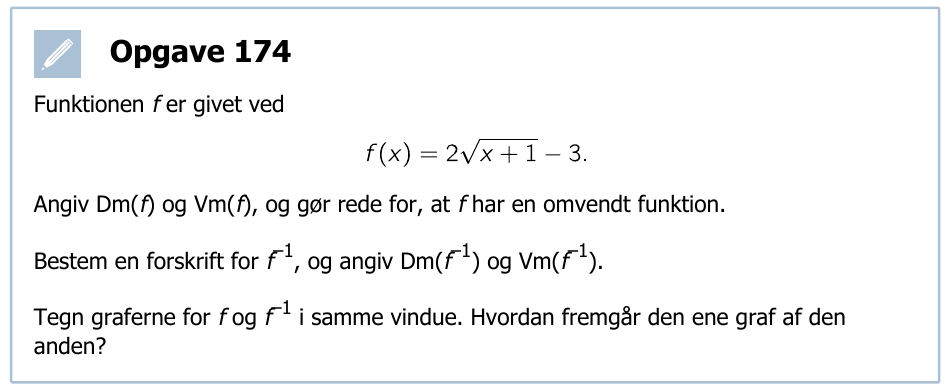 Opgave 174
Funktionen f er givet ved
f(x) = 2√(x + 1) − 3.
Angiv Dm(f) og Vm(f), og gør rede for, at f har en omvendt funktion.
Bestem en forskrift for f⁻¹, og angiv Dm(f⁻¹) og Vm(f⁻¹).
Tegn graferne for f og f⁻¹ i samme vindue. Hvordan fremgår den ene graf af den
anden?